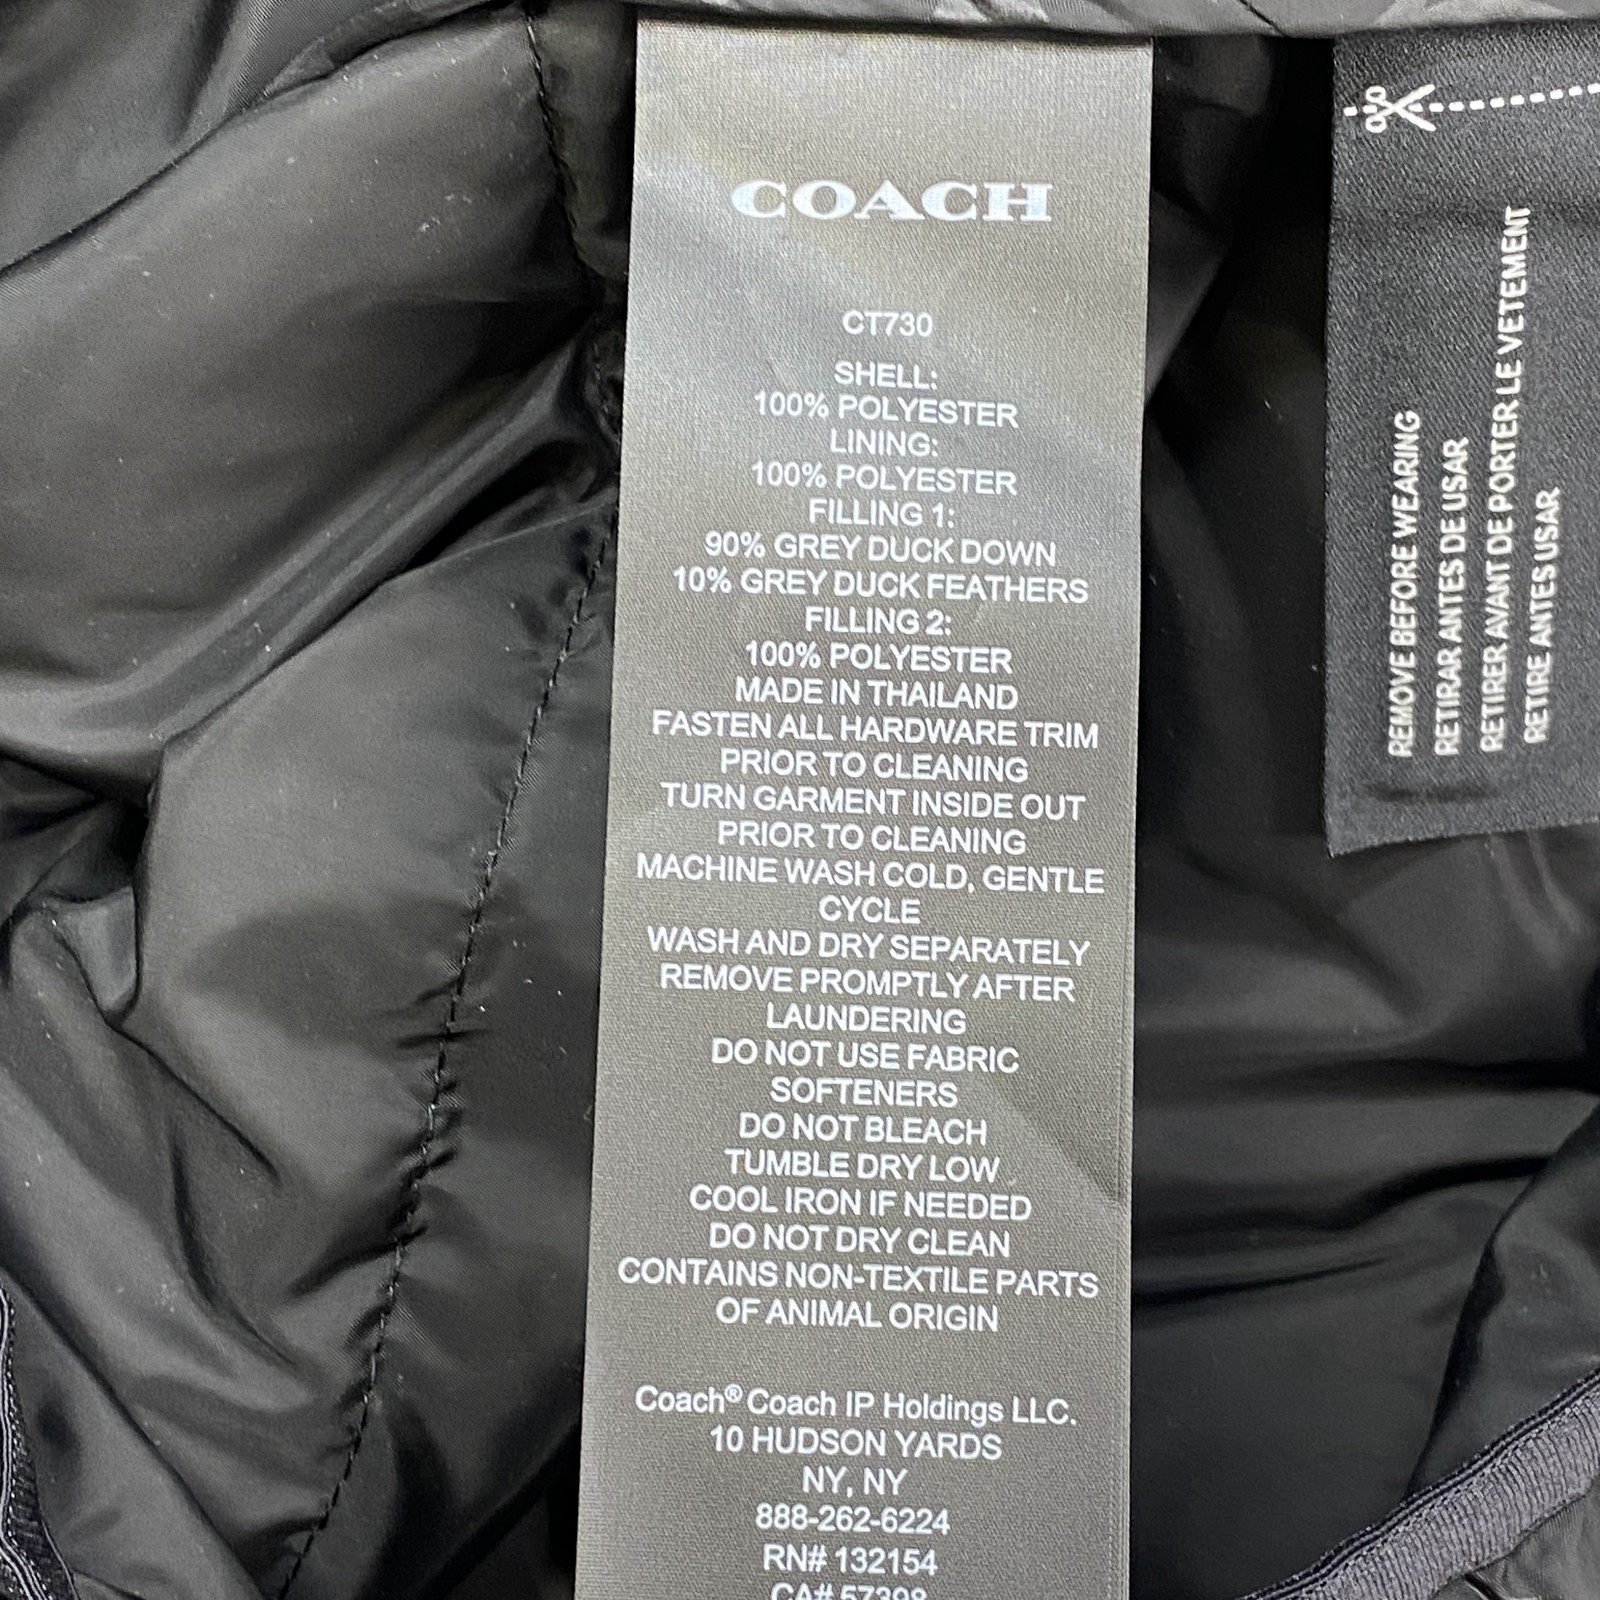 COACH
CT730
SHELL:
100% POLYESTER
LINING:
100% POLYESTER
FILLING 1:
90% GREY DUCK DOWN
10% GREY DUCK FEATHERS
FILLING 2:
100% POLYESTER
MADE IN THAILAND
FASTEN ALL HARDWARE TRIM
PRIOR TO CLEANING
TURN GARMENT INSIDE OUT
PRIOR TO CLEANING
MACHINE WASH COLD, GENTLE
CYCLE
WASH AND DRY SEPARATELY
REMOVE PROMPTLY AFTER
LAUNDERING
DO NOT USE FABRIC
SOFTENERS
DO NOT BLEACH
TUMBLE DRY LOW
COOL IRON IF NEEDED
DO NOT DRY CLEAN
CONTAINS NON-TEXTILE PARTS
OF ANIMAL ORIGIN
Coach® Coach IP Holdings LLC.
10 HUDSON YARDS
NY, NY
888-262-6224
RN# 132154
CA# 57398
REMOVE BEFORE WEARING
RETIRAR ANTES DE USAR
RETIRER AVANT DE PORTER LE VETEMENT
RETIRE ANTES USAR